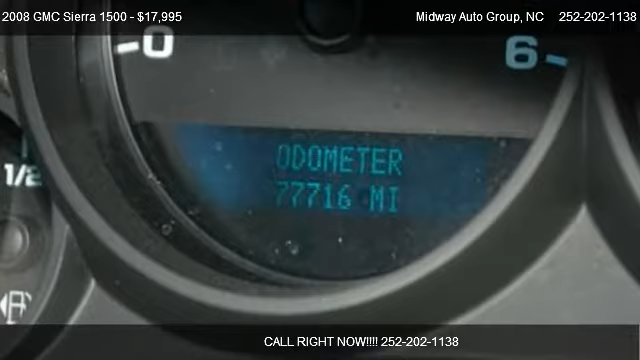 2008 GMC Sierra 1500 - $17,995
Midway Auto Group, NC 252-202-1138
0 6
ODOMETER
1/2
77716 MI
CALL RIGHT NOW!!!! 252-202-1138